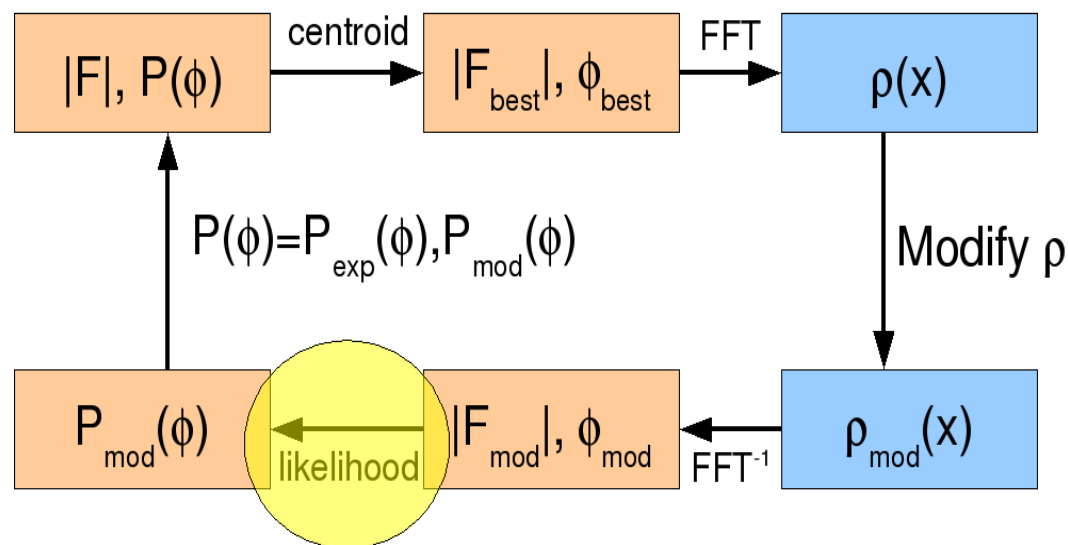 centroid
FFT
|F|, P(ϕ)
|F_best|, ϕ_best
ρ(x)
P(ϕ)=P_exp(ϕ),P_mod(ϕ)
Modify ρ
P_mod(ϕ)
likelihood
|F_mod|, ϕ_mod
FFT⁻¹
ρ_mod(x)